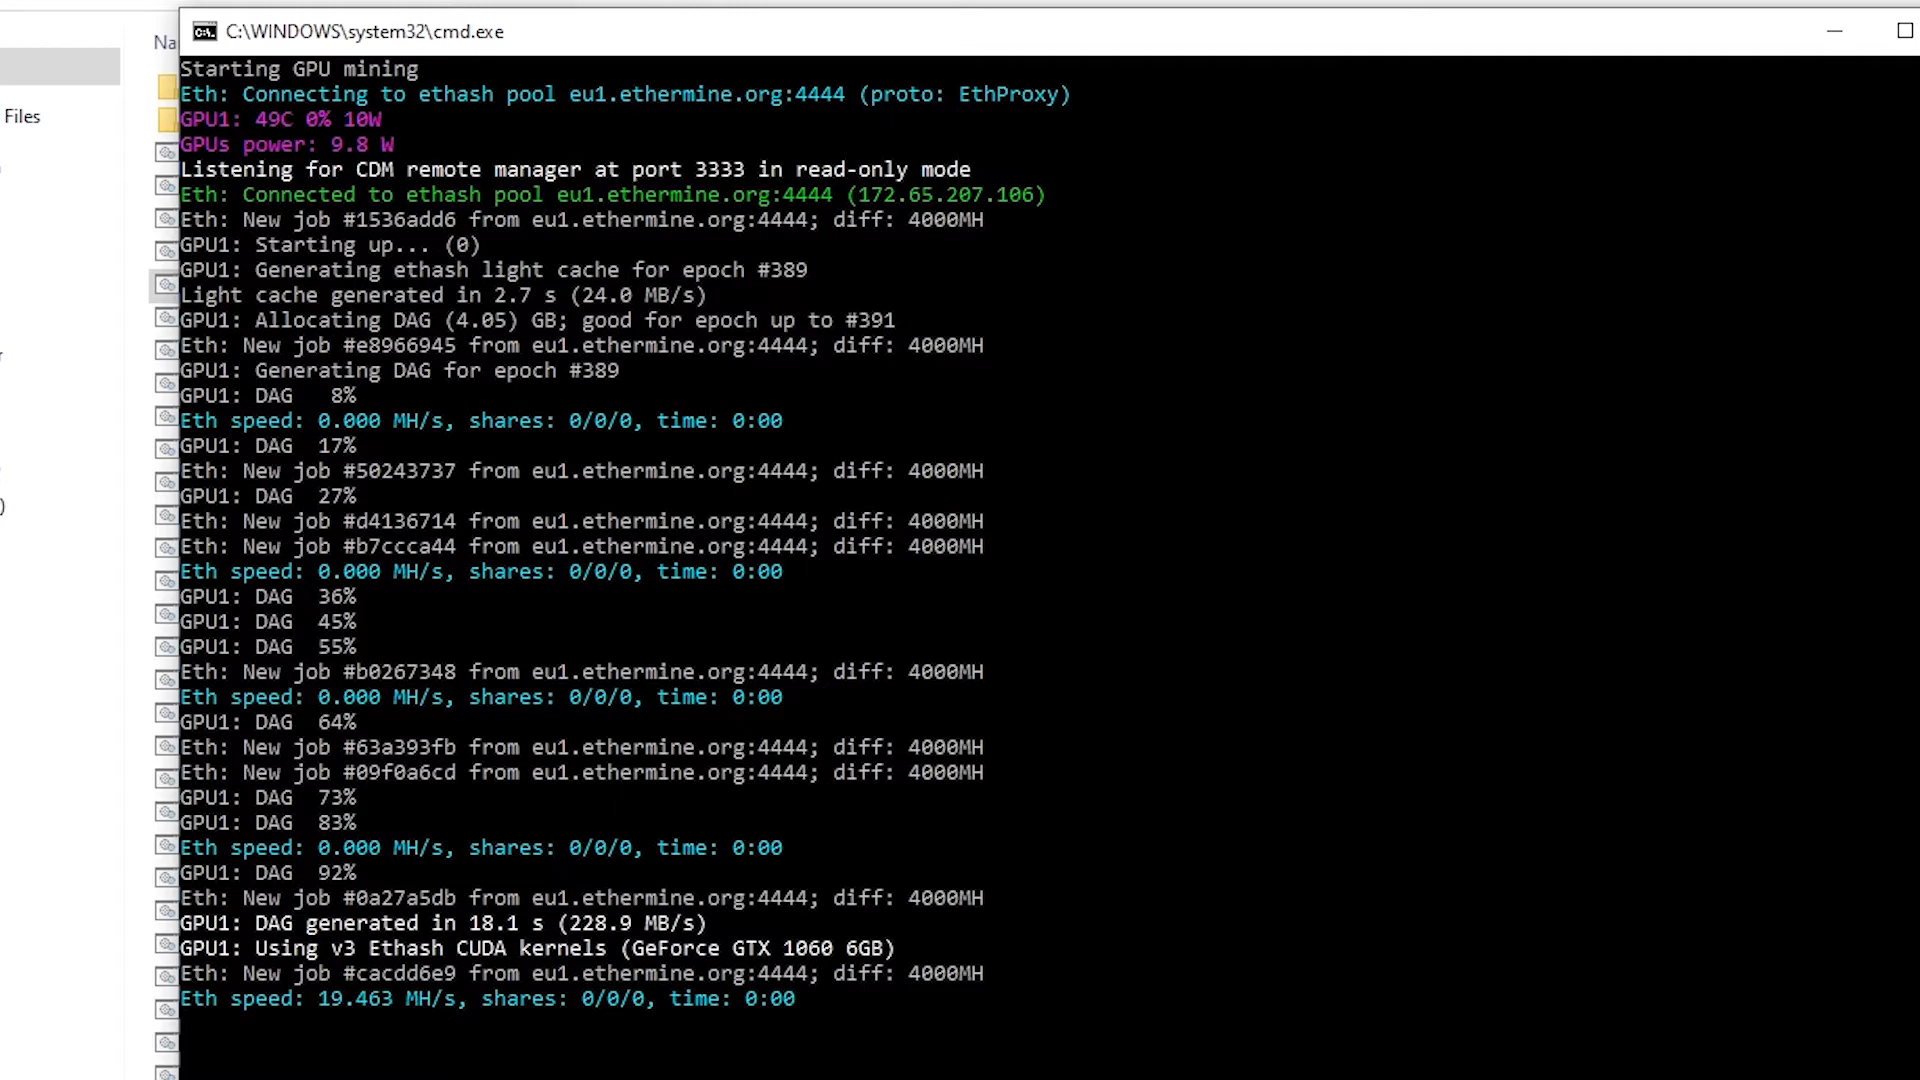 Na
C:\WINDOWS\system32\cmd.exe
Files
Starting GPU mining
Eth: Connecting to ethash pool eu1.ethermine.org:4444 (proto: EthProxy)
GPU1: 49C 0% 10W
GPUs power: 9.8 W
Listening for CDM remote manager at port 3333 in read-only mode
Eth: Connected to ethash pool eu1.ethermine.org:4444 (172.65.207.106)
Eth: New job #1536add6 from eu1.ethermine.org:4444; diff: 4000MH
GPU1: Starting up... (0)
GPU1: Generating ethash light cache for epoch #389
Light cache generated in 2.7 s (24.0 MB/s)
GPU1: Allocating DAG (4.05) GB; good for epoch up to #391
Eth: New job #e8966945 from eu1.ethermine.org:4444; diff: 4000MH
GPU1: Generating DAG for epoch #389
GPU1: DAG   8%
Eth speed: 0.000 MH/s, shares: 0/0/0, time: 0:00
GPU1: DAG  17%
Eth: New job #50243737 from eu1.ethermine.org:4444; diff: 4000MH
GPU1: DAG  27%
Eth: New job #d4136714 from eu1.ethermine.org:4444; diff: 4000MH
Eth: New job #b7ccca44 from eu1.ethermine.org:4444; diff: 4000MH
Eth speed: 0.000 MH/s, shares: 0/0/0, time: 0:00
GPU1: DAG  36%
GPU1: DAG  45%
GPU1: DAG  55%
Eth: New job #b0267348 from eu1.ethermine.org:4444; diff: 4000MH
Eth speed: 0.000 MH/s, shares: 0/0/0, time: 0:00
GPU1: DAG  64%
Eth: New job #63a393fb from eu1.ethermine.org:4444; diff: 4000MH
Eth: New job #09f0a6cd from eu1.ethermine.org:4444; diff: 4000MH
GPU1: DAG  73%
GPU1: DAG  83%
Eth speed: 0.000 MH/s, shares: 0/0/0, time: 0:00
GPU1: DAG  92%
Eth: New job #0a27a5db from eu1.ethermine.org:4444; diff: 4000MH
GPU1: DAG generated in 18.1 s (228.9 MB/s)
GPU1: Using v3 Ethash CUDA kernels (GeForce GTX 1060 6GB)
Eth: New job #cacdd6e9 from eu1.ethermine.org:4444; diff: 4000MH
Eth speed: 19.463 MH/s, shares: 0/0/0, time: 0:00